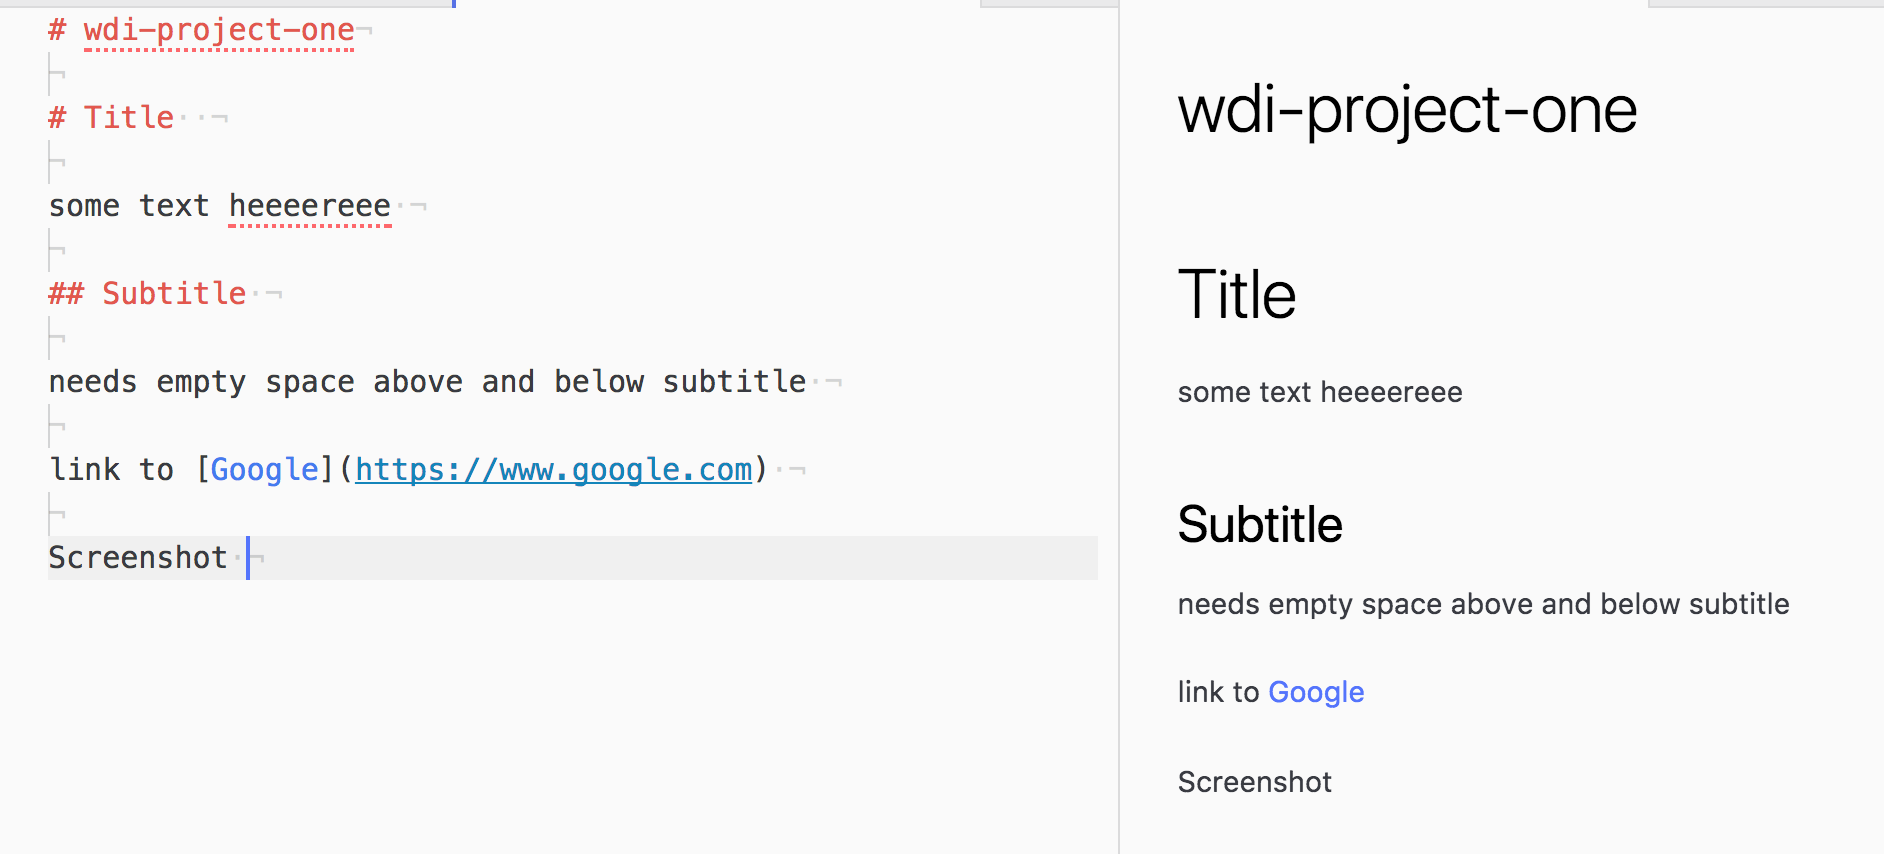 # wdi-project-one
# Title
some text heeeereee
## Subtitle
needs empty space above and below subtitle
link to [Google](https://www.google.com)
Screenshot
wdi-project-one
Title
some text heeeereee
Subtitle
needs empty space above and below subtitle
link to Google
Screenshot